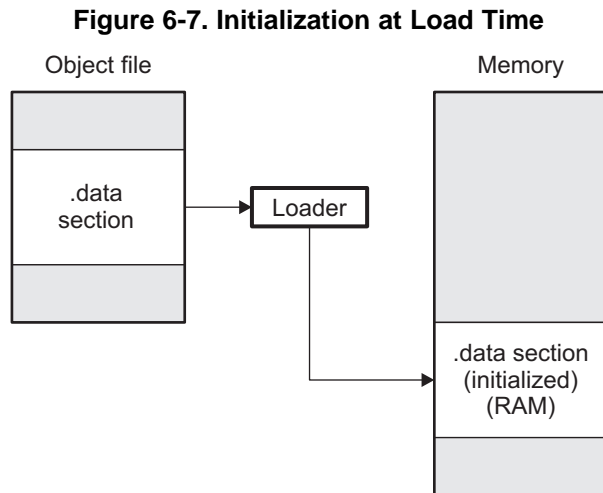 Figure 6-7. Initialization at Load Time
Object file
Memory
.data
section
Loader
.data section
(initialized)
(RAM)